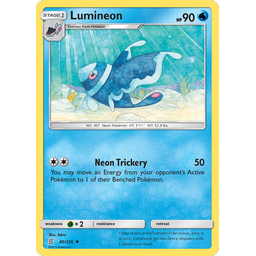 STAGE 1
Lumineon
HP90
Evolves from Finneon
NO. 457 Neon Pokémon HT: 3'11" WT: 52.9 lbs.
Neon Trickery 50
You may move an Energy from your opponent's Active
Pokémon to 1 of their Benched Pokémon.
weakness ×2 resistance retreat
40/236